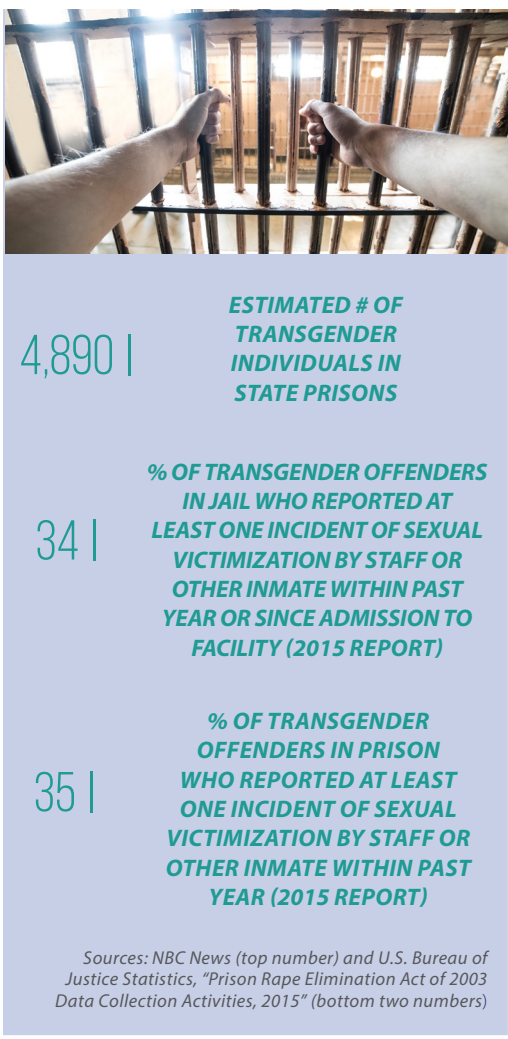 4,890 |
ESTIMATED # OF
TRANSGENDER
INDIVIDUALS IN
STATE PRISONS
34 |
% OF TRANSGENDER OFFENDERS
IN JAIL WHO REPORTED AT
LEAST ONE INCIDENT OF SEXUAL
VICTIMIZATION BY STAFF OR
OTHER INMATE WITHIN PAST
YEAR OR SINCE ADMISSION TO
FACILITY (2015 REPORT)
35 |
% OF TRANSGENDER
OFFENDERS IN PRISON
WHO REPORTED AT LEAST
ONE INCIDENT OF SEXUAL
VICTIMIZATION BY STAFF OR
OTHER INMATE WITHIN PAST
YEAR (2015 REPORT)
Sources: NBC News (top number) and U.S. Bureau of
Justice Statistics, “Prison Rape Elimination Act of 2003
Data Collection Activities, 2015” (bottom two numbers)